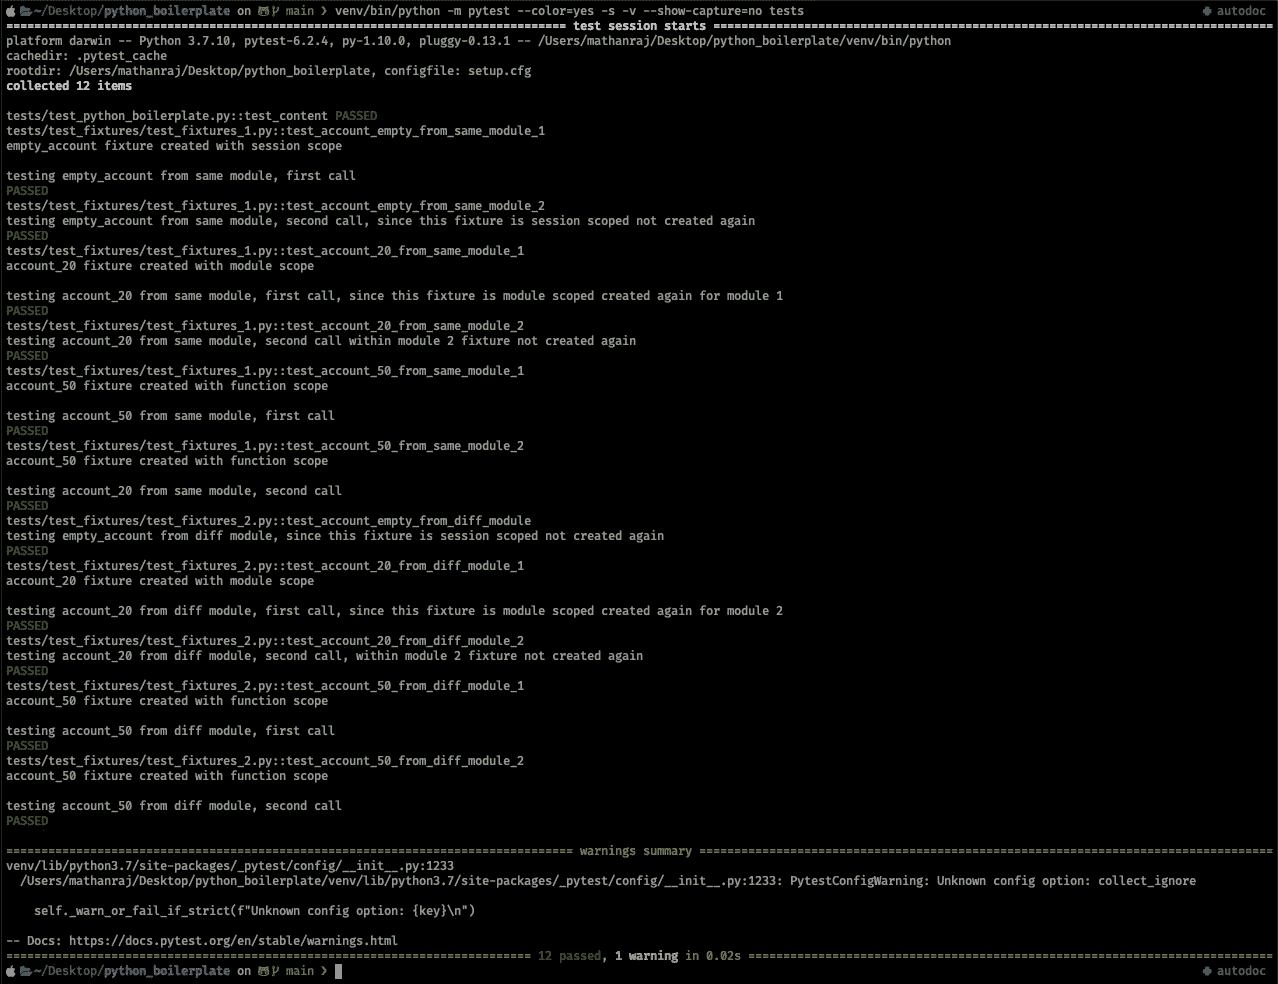 ~/Desktop/python_boilerplate on main ❯ venv/bin/python -m pytest --color=yes -s -v --show-capture=no tests autodoc
test session starts
platform darwin -- Python 3.7.10, pytest-6.2.4, py-1.10.0, pluggy-0.13.1 -- /Users/mathanraj/Desktop/python_boilerplate/venv/bin/python
cachedir: .pytest_cache
rootdir: /Users/mathanraj/Desktop/python_boilerplate, configfile: setup.cfg
collected 12 items
tests/test_python_boilerplate.py::test_content PASSED
tests/test_fixtures/test_fixtures_1.py::test_account_empty_from_same_module_1
empty_account fixture created with session scope
testing empty_account from same module, first call
PASSED
tests/test_fixtures/test_fixtures_1.py::test_account_empty_from_same_module_2
testing empty_account from same module, second call, since this fixture is session scoped not created again
PASSED
tests/test_fixtures/test_fixtures_1.py::test_account_20_from_same_module_1
account_20 fixture created with module scope
testing account_20 from same module, first call, since this fixture is module scoped created again for module 1
PASSED
tests/test_fixtures/test_fixtures_1.py::test_account_20_from_same_module_2
testing account_20 from same module, second call within module 2 fixture not created again
PASSED
tests/test_fixtures/test_fixtures_1.py::test_account_50_from_same_module_1
account_50 fixture created with function scope
testing account_50 from same module, first call
PASSED
tests/test_fixtures/test_fixtures_1.py::test_account_50_from_same_module_2
account_50 fixture created with function scope
testing account_20 from same module, second call
PASSED
tests/test_fixtures/test_fixtures_2.py::test_account_empty_from_diff_module
testing empty_account from diff module, since this fixture is session scoped not created again
PASSED
tests/test_fixtures/test_fixtures_2.py::test_account_20_from_diff_module_1
account_20 fixture created with module scope
testing account_20 from diff module, first call, since this fixture is module scoped created again for module 2
PASSED
tests/test_fixtures/test_fixtures_2.py::test_account_20_from_diff_module_2
testing account_20 from diff module, second call, within module 2 fixture not created again
PASSED
tests/test_fixtures/test_fixtures_2.py::test_account_50_from_diff_module_1
account_50 fixture created with function scope
testing account_50 from diff module, first call
PASSED
tests/test_fixtures/test_fixtures_2.py::test_account_50_from_diff_module_2
account_50 fixture created with function scope
testing account_50 from diff module, second call
PASSED
warnings summary
venv/lib/python3.7/site-packages/_pytest/config/__init__.py:1233
/Users/mathanraj/Desktop/python_boilerplate/venv/lib/python3.7/site-packages/_pytest/config/__init__.py:1233: PytestConfigWarning: Unknown config option: collect_ignore
self._warn_or_fail_if_strict(f"Unknown config option: {key}\n")
-- Docs: https://docs.pytest.org/en/stable/warnings.html
12 passed, 1 warning in 0.02s
~/Desktop/python_boilerplate on main ❯ autodoc